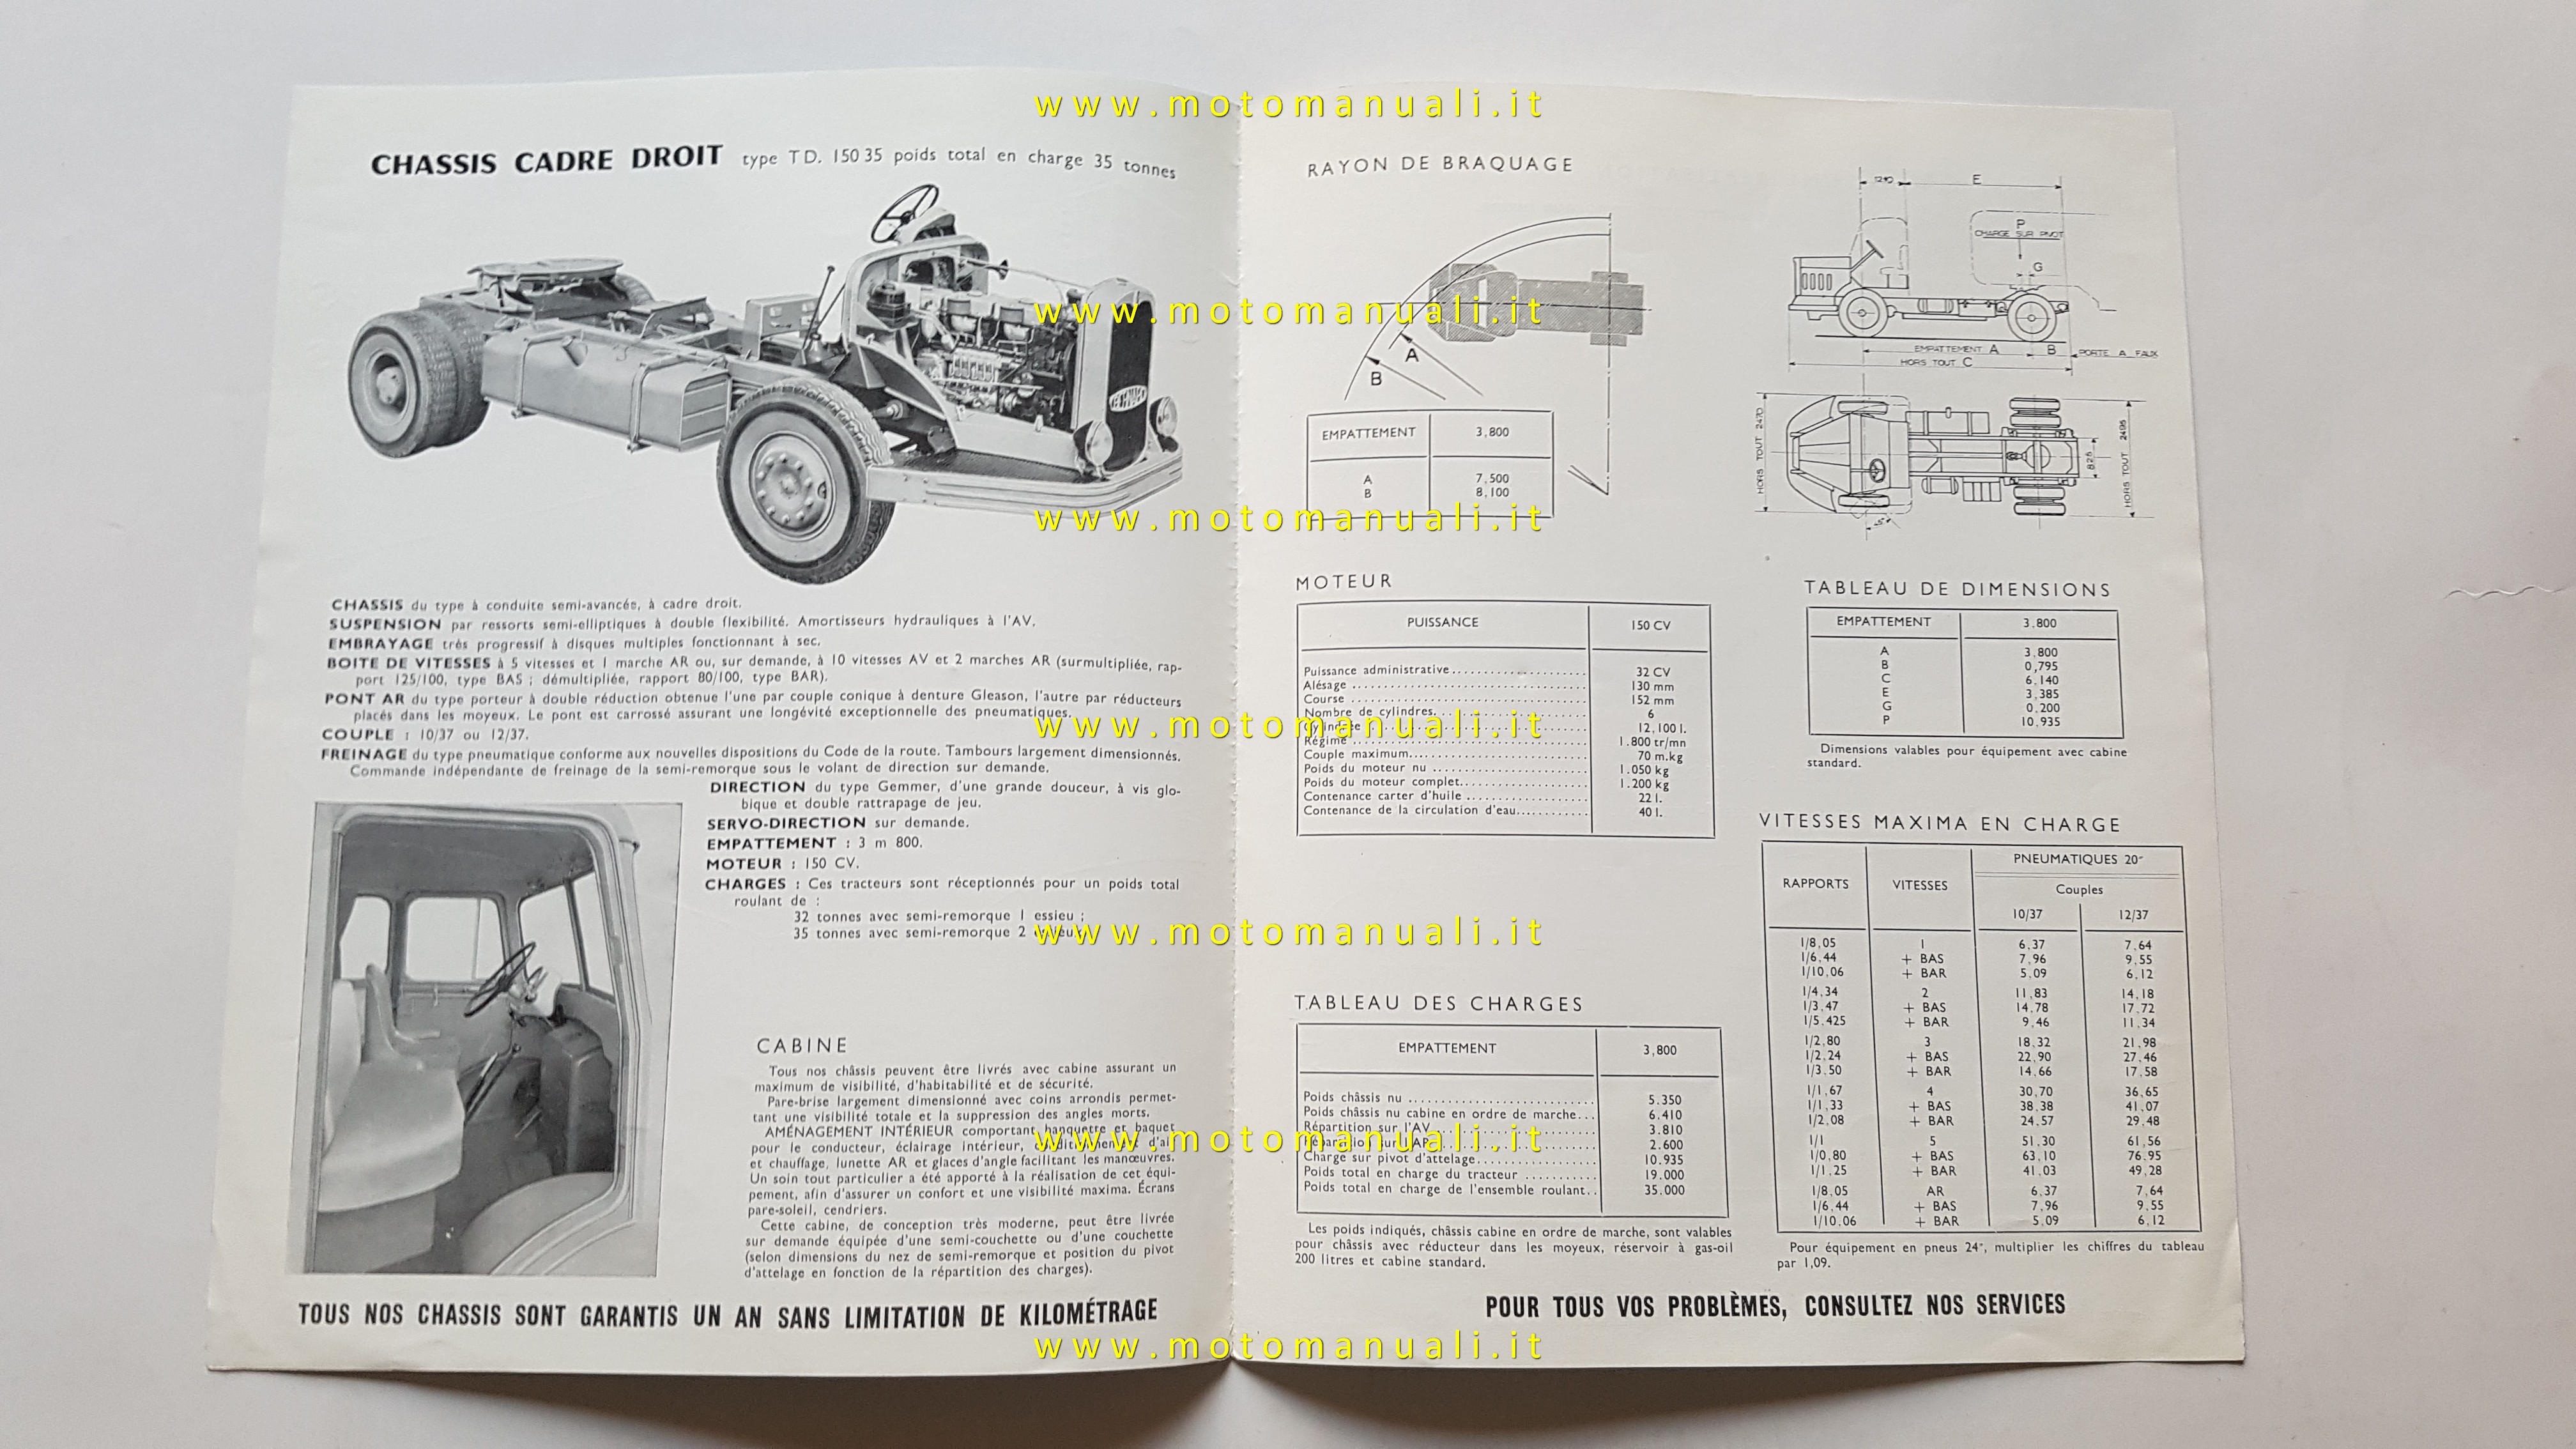 CHASSIS CADRE DROIT type TD. 150 35 poids total en charge 35 tonnes
CHASSIS du type à conduite semi-avancée, à cadre droit.
SUSPENSION par ressorts semi-elliptiques à double flexibilité. Amortisseurs hydrauliques à l'AV.
EMBRAYAGE très progressif à disques multiples fonctionnant à sec.
BOITE DE VITESSES à 5 vitesses et 1 marche AR ou, sur demande, à 10 vitesses AV et 2 marches AR (surmultipliée, rap-
port 125/100, type BAS ; démultipliée, rapport 80/100, type BAR).
PONT AR du type porteur à double réduction obtenue l'une par couple conique à denture Gleason, l'autre par réducteurs
placés dans les moyeux. Le pont est carrossé assurant une longévité exceptionnelle des pneumatiques.
COUPLE : 10/37 ou 12/37.
FREINAGE du type pneumatique conforme aux nouvelles dispositions du Code de la route. Tambours largement dimensionnés.
Commande indépendante de freinage de la semi-remorque sous le volant de direction sur demande.
DIRECTION du type Gemmer, d'une grande douceur, à vis glo-
bique et double rattrapage de jeu.
SERVO-DIRECTION sur demande.
EMPATTEMENT : 3 m 800.
MOTEUR : 150 CV.
CHARGES : Ces tracteurs sont réceptionnés pour un poids total
roulant de :
32 tonnes avec semi-remorque 1 essieu ;
35 tonnes avec semi-remorque 2
CABINE
Tous nos châssis peuvent être livrés avec cabine assurant un
maximum de visibilité, d'habitabilité et de sécurité.
Pare-brise largement dimensionné avec coins arrondis permet-
tant une visibilité totale et la suppression des angles morts.
AMÉNAGEMENT INTÉRIEUR comportant banquette et baquet
pour le conducteur, éclairage intérieur,
et chauffage, lunette AR et glaces d'angle facilitant les manœuvres.
Un soin tout particulier a été apporté à la réalisation de cet équi-
pement, afin d'assurer un confort et une visibilité maxima. Écrans
pare-soleil, cendriers.
Cette cabine, de conception très moderne, peut être livrée
sur demande équipée d'une semi-couchette ou d'une couchette
(selon dimensions du nez de semi-remorque et position du pivot
d'attelage en fonction de la répartition des charges).
TOUS NOS CHASSIS SONT GARANTIS UN AN SANS LIMITATION DE KILOMÉTRAGE
RAYON DE BRAQUAGE
A
B
EMPATTEMENT 3,800
A 7,500
B 8,100
E
P
CHARGE SUR PIVOT
G
EMPATTEMENT A B PORTE A FAUX
HORS TOUT C
HORS TOUT 2470
825
HORS TOUT 2495
MOTEUR
PUISSANCE 150 CV
Puissance administrative 32 CV
Alésage 130 mm
Course 152 mm
Nombre de cylindres 6
Cylindrée 12,100 l.
Régime 1.800 tr/mn
Couple maximum 70 m.kg
Poids du moteur nu 1.050 kg
Poids du moteur complet 1.200 kg
Contenance carter d'huile 22 l.
Contenance de la circulation d'eau 40 l.
TABLEAU DES CHARGES
EMPATTEMENT 3,800
Poids châssis nu 5.350
Poids châssis nu cabine en ordre de marche 6.410
Répartition sur l'AV 3.810
Répartition sur l'AR 2.600
Charge sur pivot d'attelage 10.935
Poids total en charge du tracteur 19.000
Poids total en charge de l'ensemble roulant 35.000
Les poids indiqués, châssis cabine en ordre de marche, sont valables
pour châssis avec réducteur dans les moyeux, réservoir à gas-oil
200 litres et cabine standard.
TABLEAU DE DIMENSIONS
EMPATTEMENT 3.800
A 3,800
B 0,795
C 6.140
E 3,385
G 0,200
P 10,935
Dimensions valables pour équipement avec cabine
standard.
VITESSES MAXIMA EN CHARGE
RAPPORTS VITESSES PNEUMATIQUES 20"
Couples
10/37 12/37
1/8,05 1 6,37 7,64
1/6,44 + BAS 7,96 9,55
1/10,06 + BAR 5,09 6,12
1/4,34 2 11,83 14,18
1/3,47 + BAS 14,78 17,72
1/5,425 + BAR 9,46 11,34
1/2,80 3 18,32 21,98
1/2,24 + BAS 22,90 27,46
1/3,50 + BAR 14,66 17,58
1/1,67 4 30,70 36,65
1/1,33 + BAS 38,38 41,07
1/2,08 + BAR 24,57 29,48
1/1 5 51,30 61,56
1/0,80 + BAS 63,10 76,95
1/1,25 + BAR 41,03 49,28
1/8,05 AR 6,37 7,64
1/6,44 + BAS 7,96 9,55
1/10,06 + BAR 5,09 6,12
Pour équipement en pneus 24", multiplier les chiffres du tableau
par 1,09.
POUR TOUS VOS PROBLÈMES, CONSULTEZ NOS SERVICES
www.motomanuali.it
www.motomanuali.it
www.motomanuali.it
www.motomanuali.it
www.motomanuali.it
www.motomanuali.it
www.motomanuali.it